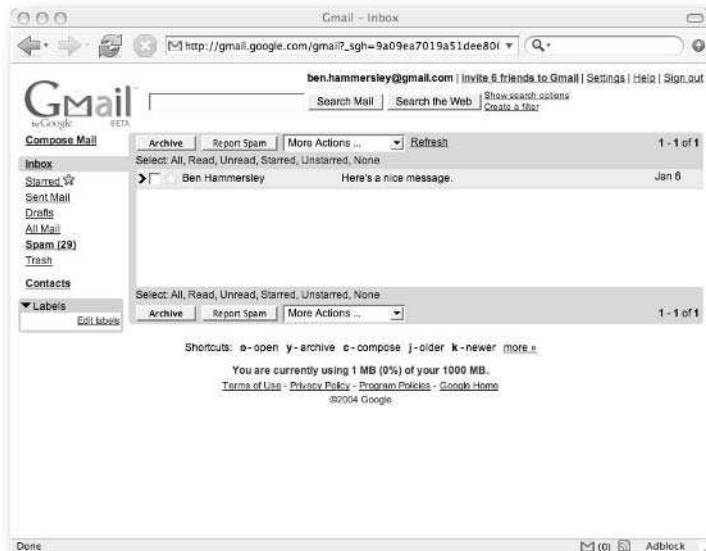 Gmail - Inbox
http://gmail.google.com/gmail?_sgh=9a09ea7019a51dee80(
ben.hammersley@gmail.com | Invite 6 friends to Gmail | Settings | Help | Sign out
GMail
by Google BETA
Search Mail Search the Web Show search options
Create a filter
Compose Mail
Archive Report Spam More Actions ... Refresh 1 - 1 of 1
Select: All, Read, Unread, Starred, Unstarred, None
Inbox
Starred
Sent Mail
Drafts
All Mail
Spam (29)
Trash
Contacts
Labels
Edit labels
Ben Hammersley Here's a nice message. Jan 6
Select: All, Read, Unread, Starred, Unstarred, None
Archive Report Spam More Actions ... 1 - 1 of 1
Shortcuts: o - open y - archive c - compose j - older k - newer more »
You are currently using 1 MB (0%) of your 1000 MB.
Terms of Use - Privacy Policy - Program Policies - Google Home
©2004 Google
Done (0) Adblock